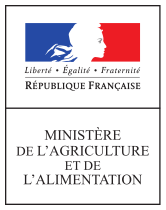 Liberté • Égalité • Fraternité
RÉPUBLIQUE FRANÇAISE
MINISTÈRE
DE L'AGRICULTURE
ET DE
L'ALIMENTATION